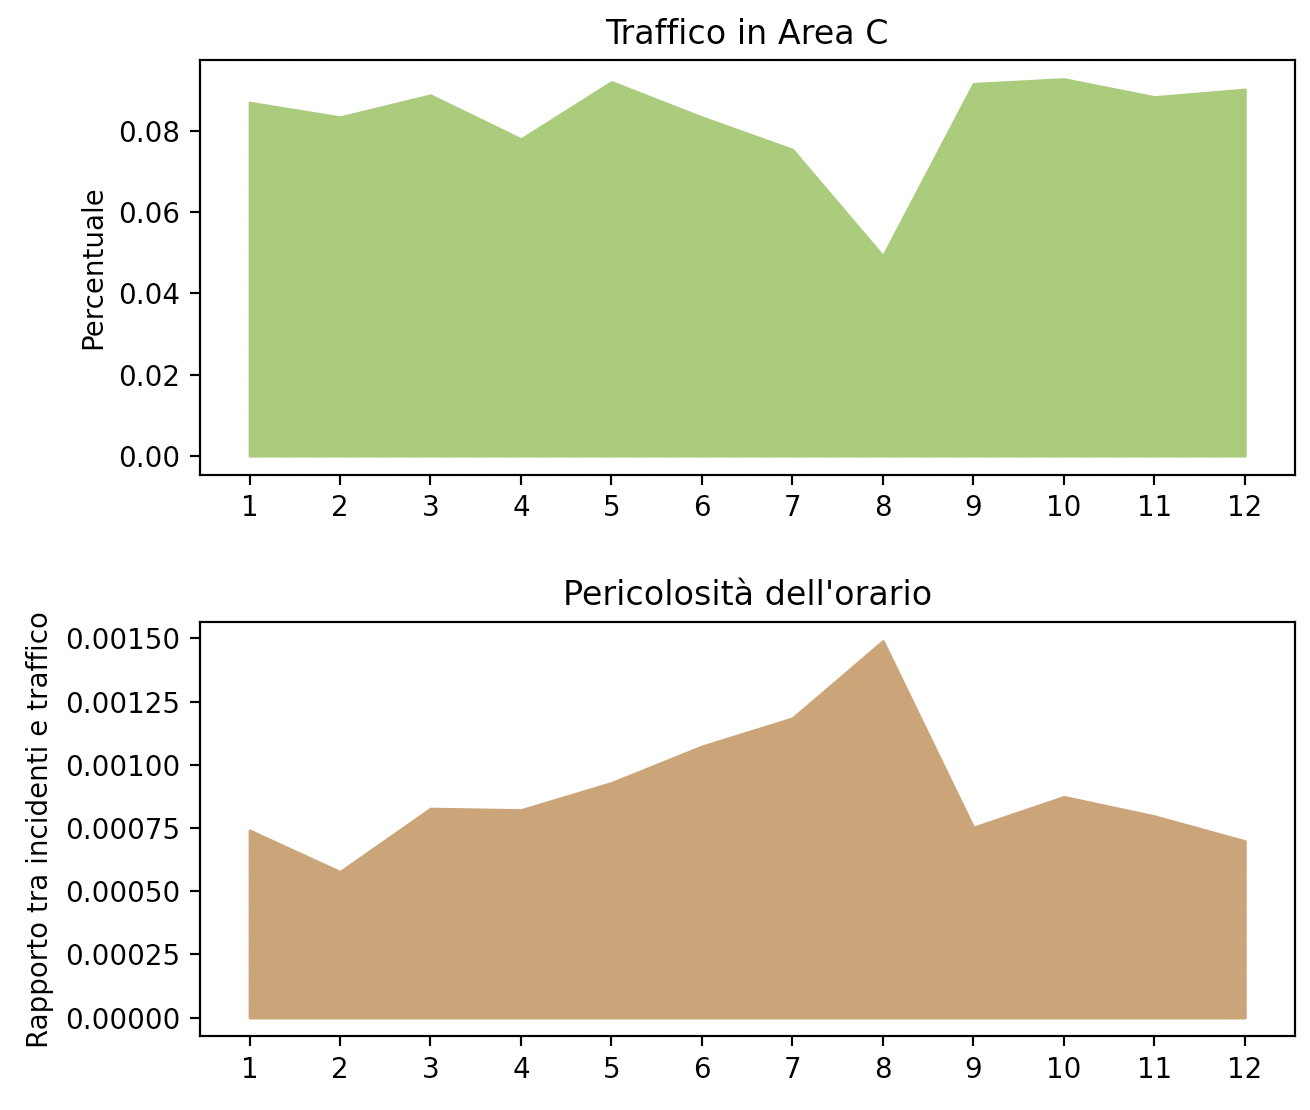 Traffico in Area C
Percentuale
0.08
0.06
0.04
0.02
0.00
1 2 3 4 5 6 7 8 9 10 11 12
Pericolosità dell'orario
Rapporto tra incidenti e traffico
0.00150
0.00125
0.00100
0.00075
0.00050
0.00025
0.00000
1 2 3 4 5 6 7 8 9 10 11 12